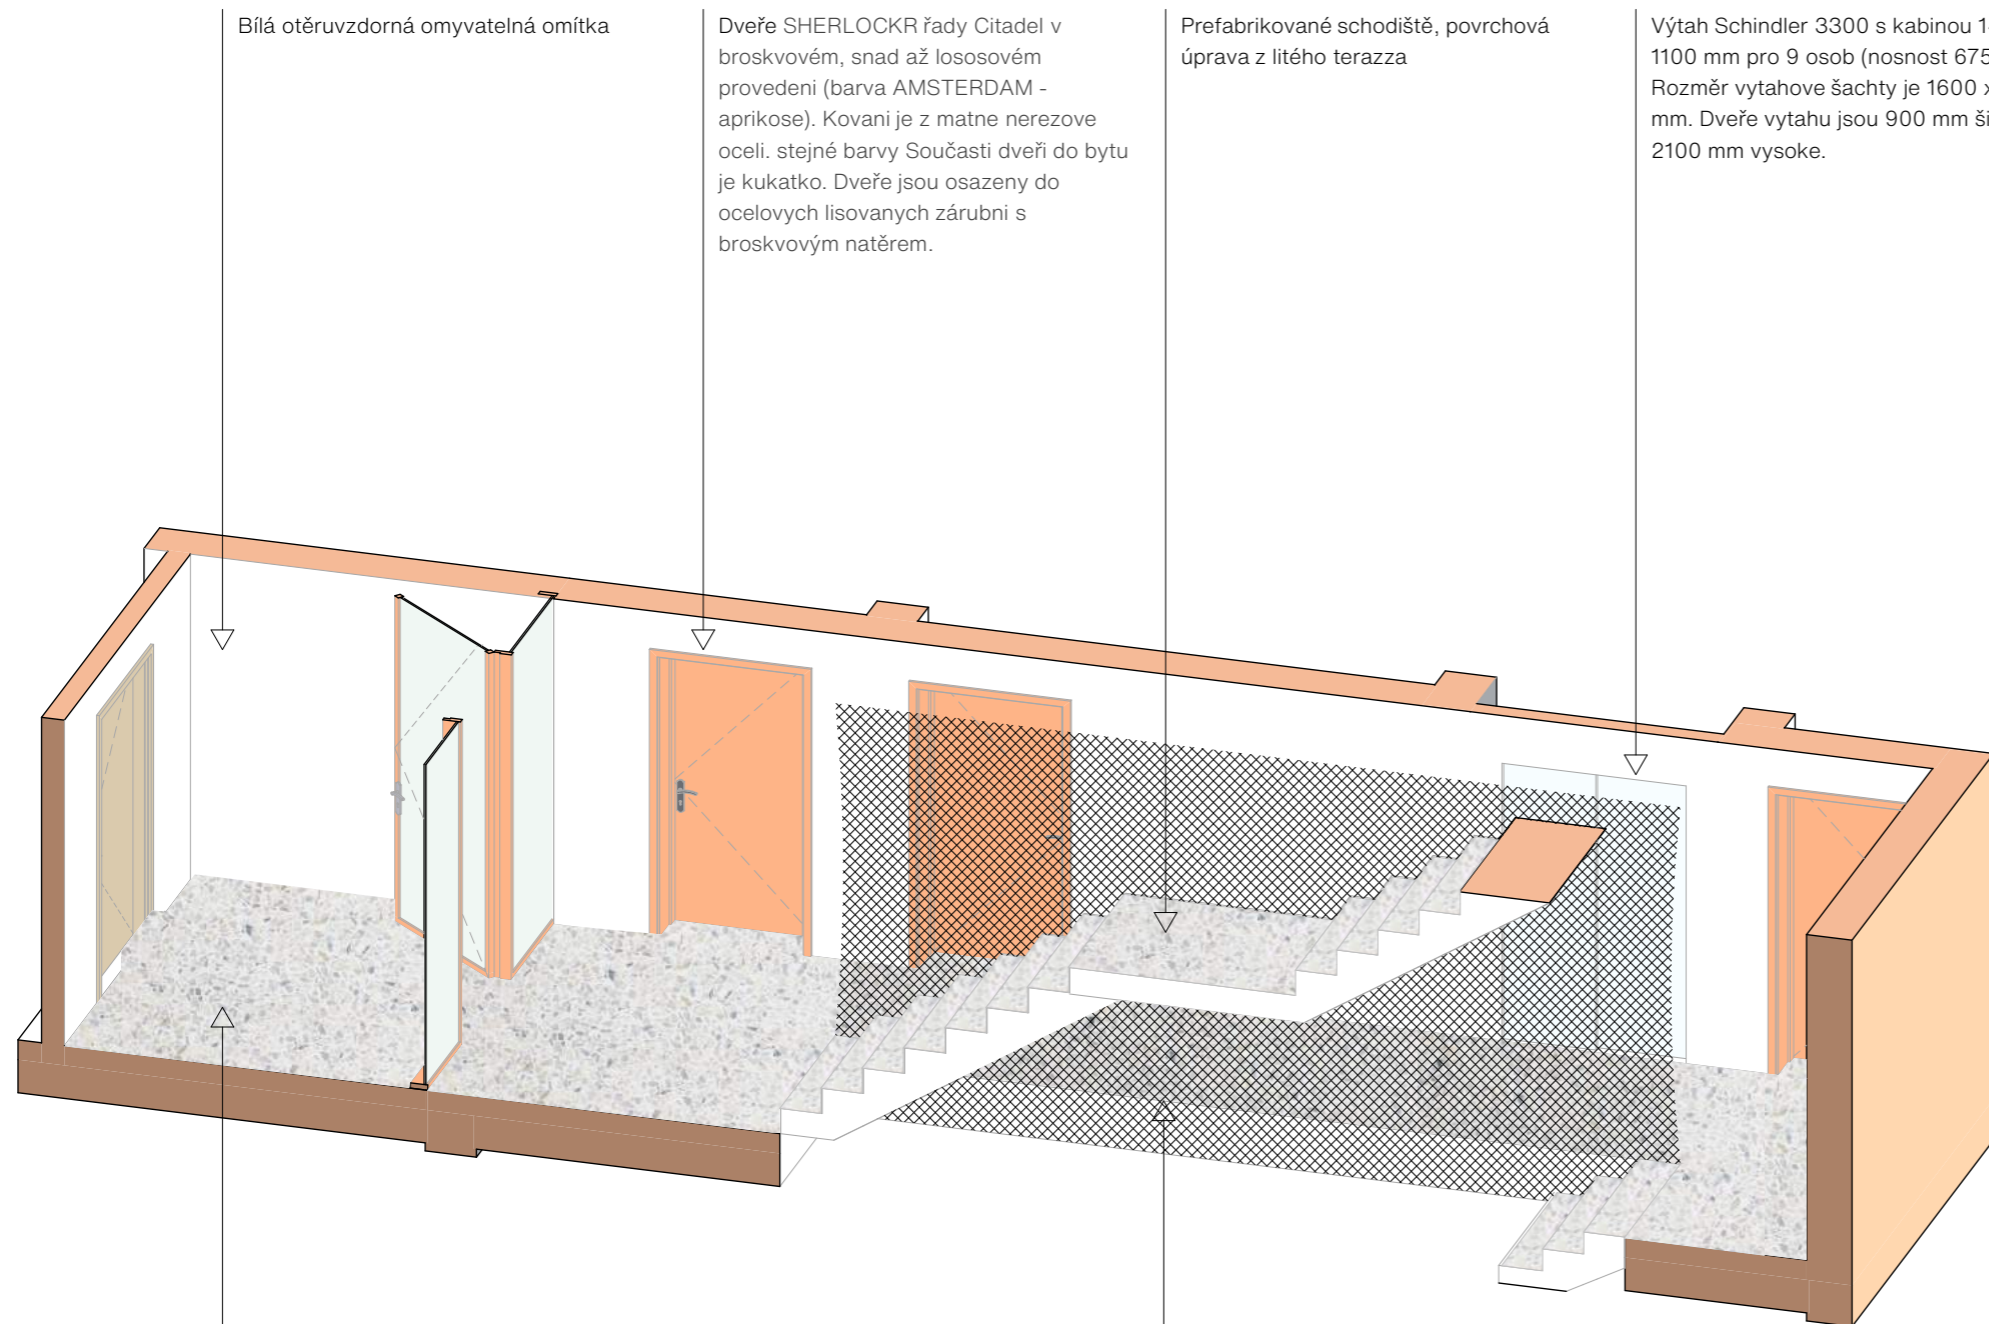 Bílá otěruvzdorná omyvatelná omítka
Dveře SHERLOCKR řady Citadel v
broskvovém, snad až lososovém
provedeni (barva AMSTERDAM -
aprikose). Kovani je z matne nerezove
oceli. stejné barvy Současti dveři do bytu
je kukatko. Dveře jsou osazeny do
ocelovych lisovanych zárubni s
broskvovým natěrem.
Prefabrikované schodiště, povrchová
úprava z litého terazza
Výtah Schindler 3300 s kabinou
1100 mm pro 9 osob (nosnost 675
Rozměr vytahove šachty je 1600 x
mm. Dveře vytahu jsou 900 mm
2100 mm vysoke.